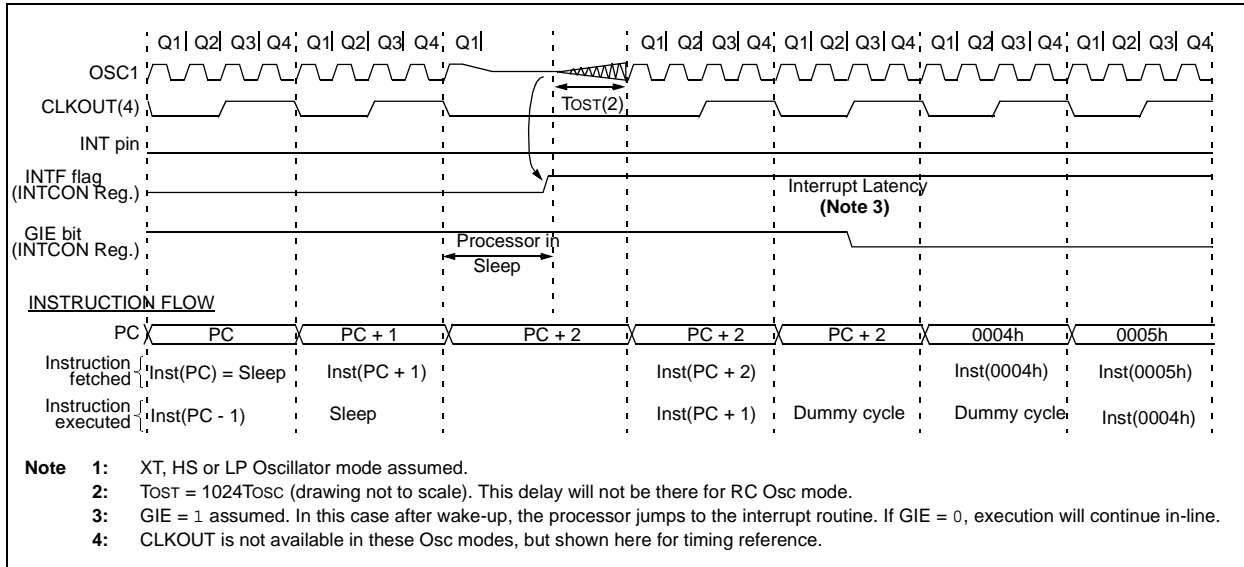 Q1 Q2 Q3 Q4 Q1 Q2 Q3 Q4 Q1 Q1 Q2 Q3 Q4 Q1 Q2 Q3 Q4 Q1 Q2 Q3 Q4 Q1 Q2 Q3 Q4
OSC1
TOST(2)
CLKOUT(4)
INT pin
INTF flag
(INTCON Reg.)
Interrupt Latency
(Note 3)
GIE bit
(INTCON Reg.)
Processor in
Sleep
INSTRUCTION FLOW
PC PC PC + 1 PC + 2 PC + 2 PC + 2 0004h 0005h
Instruction
fetched
Inst(PC) = Sleep Inst(PC + 1) Inst(PC + 2) Inst(0004h) Inst(0005h)
Instruction
executed
Inst(PC - 1) Sleep Inst(PC + 1) Dummy cycle Dummy cycle Inst(0004h)
Note 1: XT, HS or LP Oscillator mode assumed.
2: TOST = 1024TOSC (drawing not to scale). This delay will not be there for RC Osc mode.
3: GIE = 1 assumed. In this case after wake-up, the processor jumps to the interrupt routine. If GIE = 0, execution will continue in-line.
4: CLKOUT is not available in these Osc modes, but shown here for timing reference.